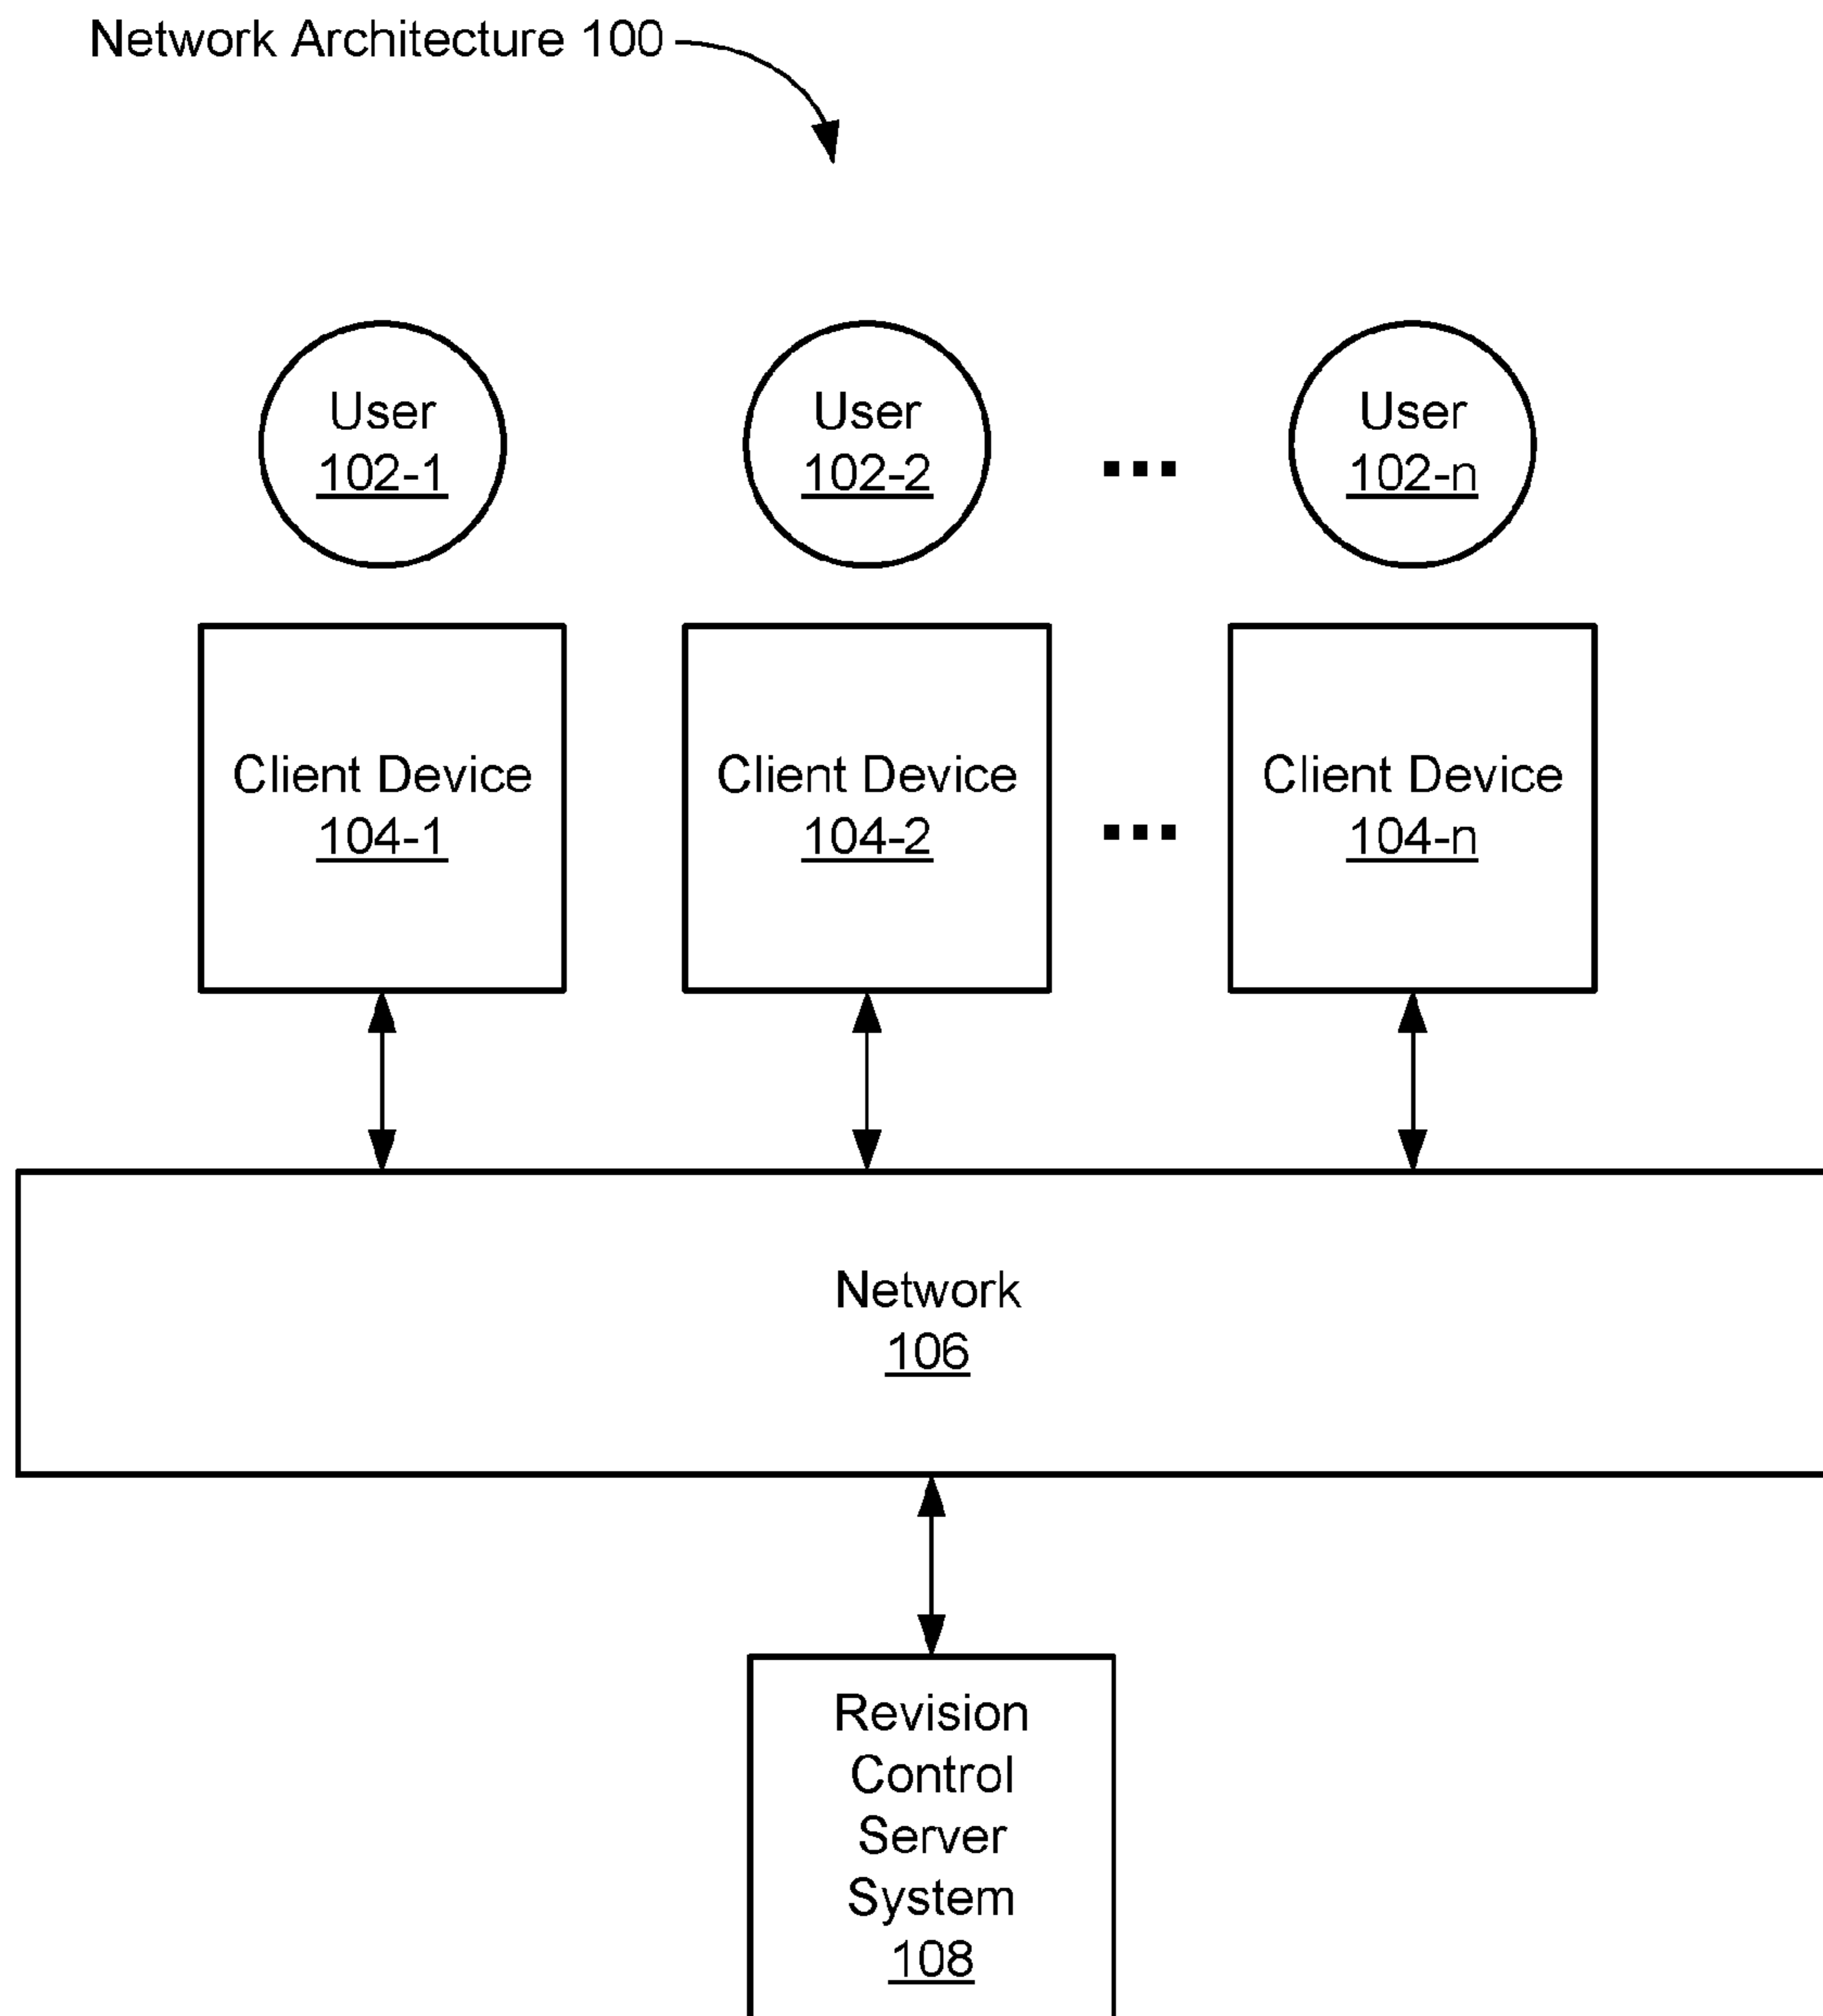 Network Architecture 100
User
102-1
User
102-2
...
User
102-n
Client Device
104-1
Client Device
104-2
...
Client Device
104-n
Network
106
Revision
Control
Server
System
108